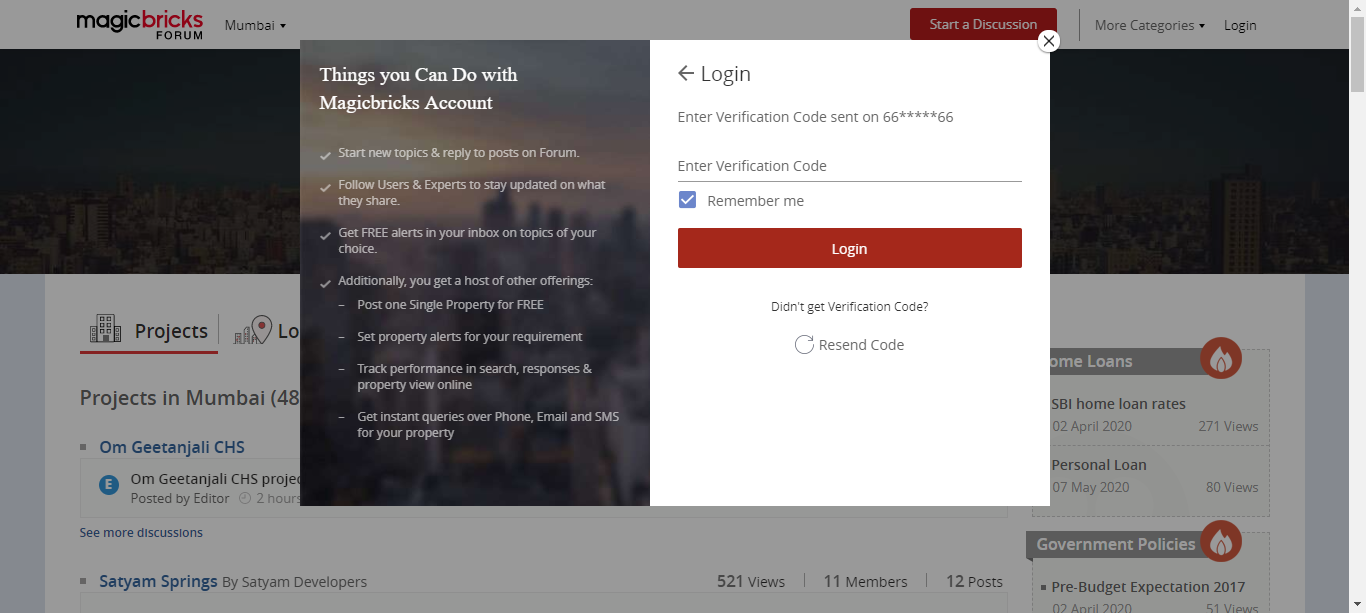 magicbricks
FORUM
Mumbai
Start a Discussion
More Categories
Login
Things you Can Do with
Magicbricks Account
Start new topics & reply to posts on Forum.
Follow Users & Experts to stay updated on what
they share.
Get FREE alerts in your inbox on topics of your
choice.
Additionally, you get a host of other offerings:
– Post one Single Property for FREE
– Set property alerts for your requirement
– Track performance in search, responses &
property view online
– Get instant queries over Phone, Email and SMS
for your property
Login
Enter Verification Code sent on 66*****66
Enter Verification Code
Remember me
Login
Didn't get Verification Code?
Resend Code
Projects
Lo
Projects in Mumbai (48
Om Geetanjali CHS
E
Om Geetanjali CHS projec
Posted by Editor 2 hours
See more discussions
Satyam Springs By Satyam Developers
521 Views 11 Members 12 Posts
ome Loans
SBI home loan rates
02 April 2020 271 Views
Personal Loan
07 May 2020 80 Views
Government Policies
Pre-Budget Expectation 2017
02 April 2020 51 Views